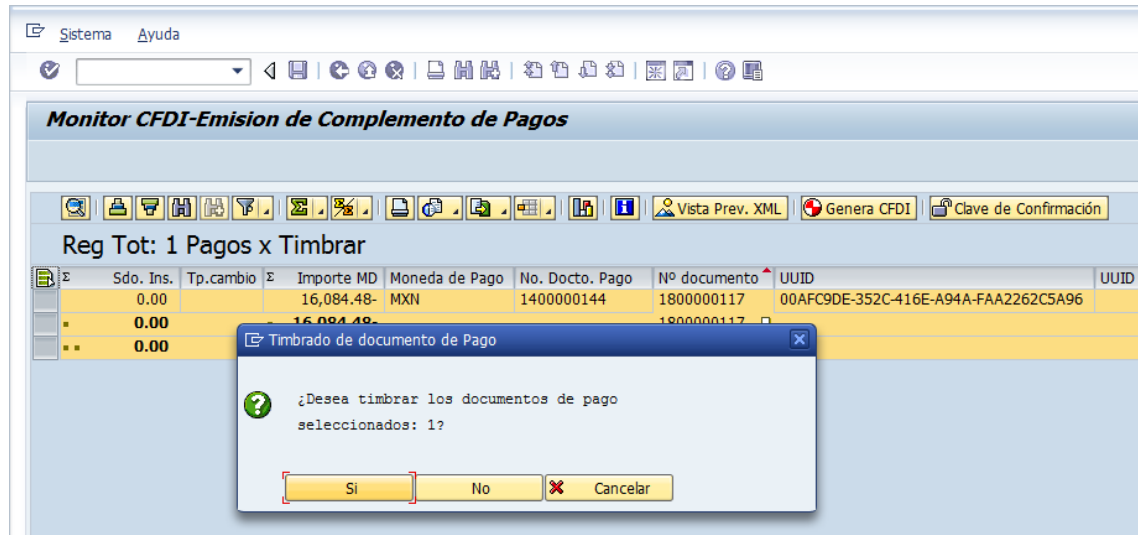 Sistema Ayuda
Monitor CFDI-Emision de Complemento de Pagos
Vista Prev. XML Genera CFDI Clave de Confirmación
Reg Tot: 1 Pagos x Timbrar
Σ Sdo. Ins. Tp.cambio Σ Importe MD Moneda de Pago No. Docto. Pago Nº documento UUID UUID
0.00 16,084.48- MXN 1400000144 1800000117 00AFC9DE-352C-416E-A94A-FAA2262C5A96
0.00 16,084.48- 1800000117
0.00
Timbrado de documento de Pago
¿Desea timbrar los documentos de pago
seleccionados: 1?
Si No Cancelar